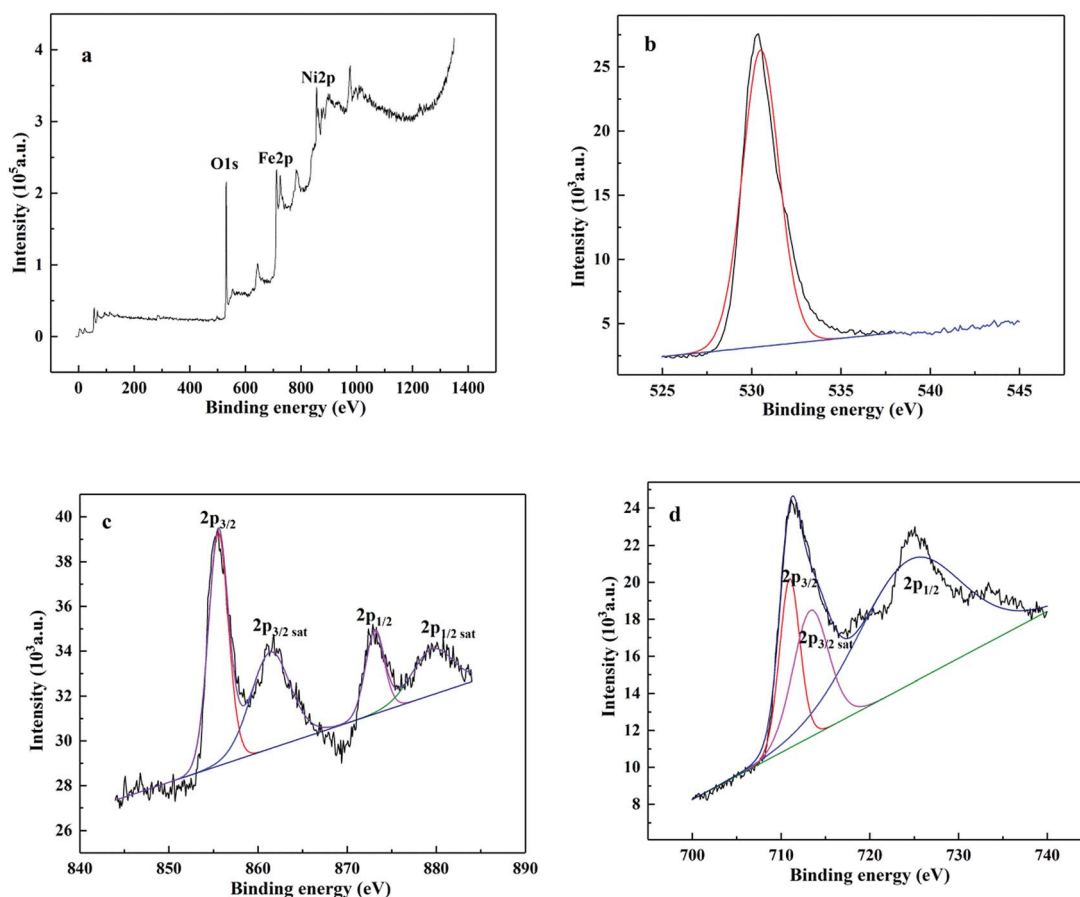 a
Ni2p
O1s
Fe2p
4
3
2
1
0
Intensity (10⁵a.u.)
0 200 400 600 800 1000 1200 1400
Binding energy (eV)
b
25
20
15
10
5
Intensity (10³a.u.)
525 530 535 540 545
Binding energy (eV)
c
2p3/2
2p3/2 sat
2p1/2
2p1/2 sat
40
38
36
34
32
30
28
26
Intensity (10³a.u.)
840 850 860 870 880 890
Binding energy (eV)
d
2p3/2
2p3/2 sat
2p1/2
24
22
20
18
16
14
12
10
8
Intensity (10³a.u.)
700 710 720 730 740
Binding energy (eV)